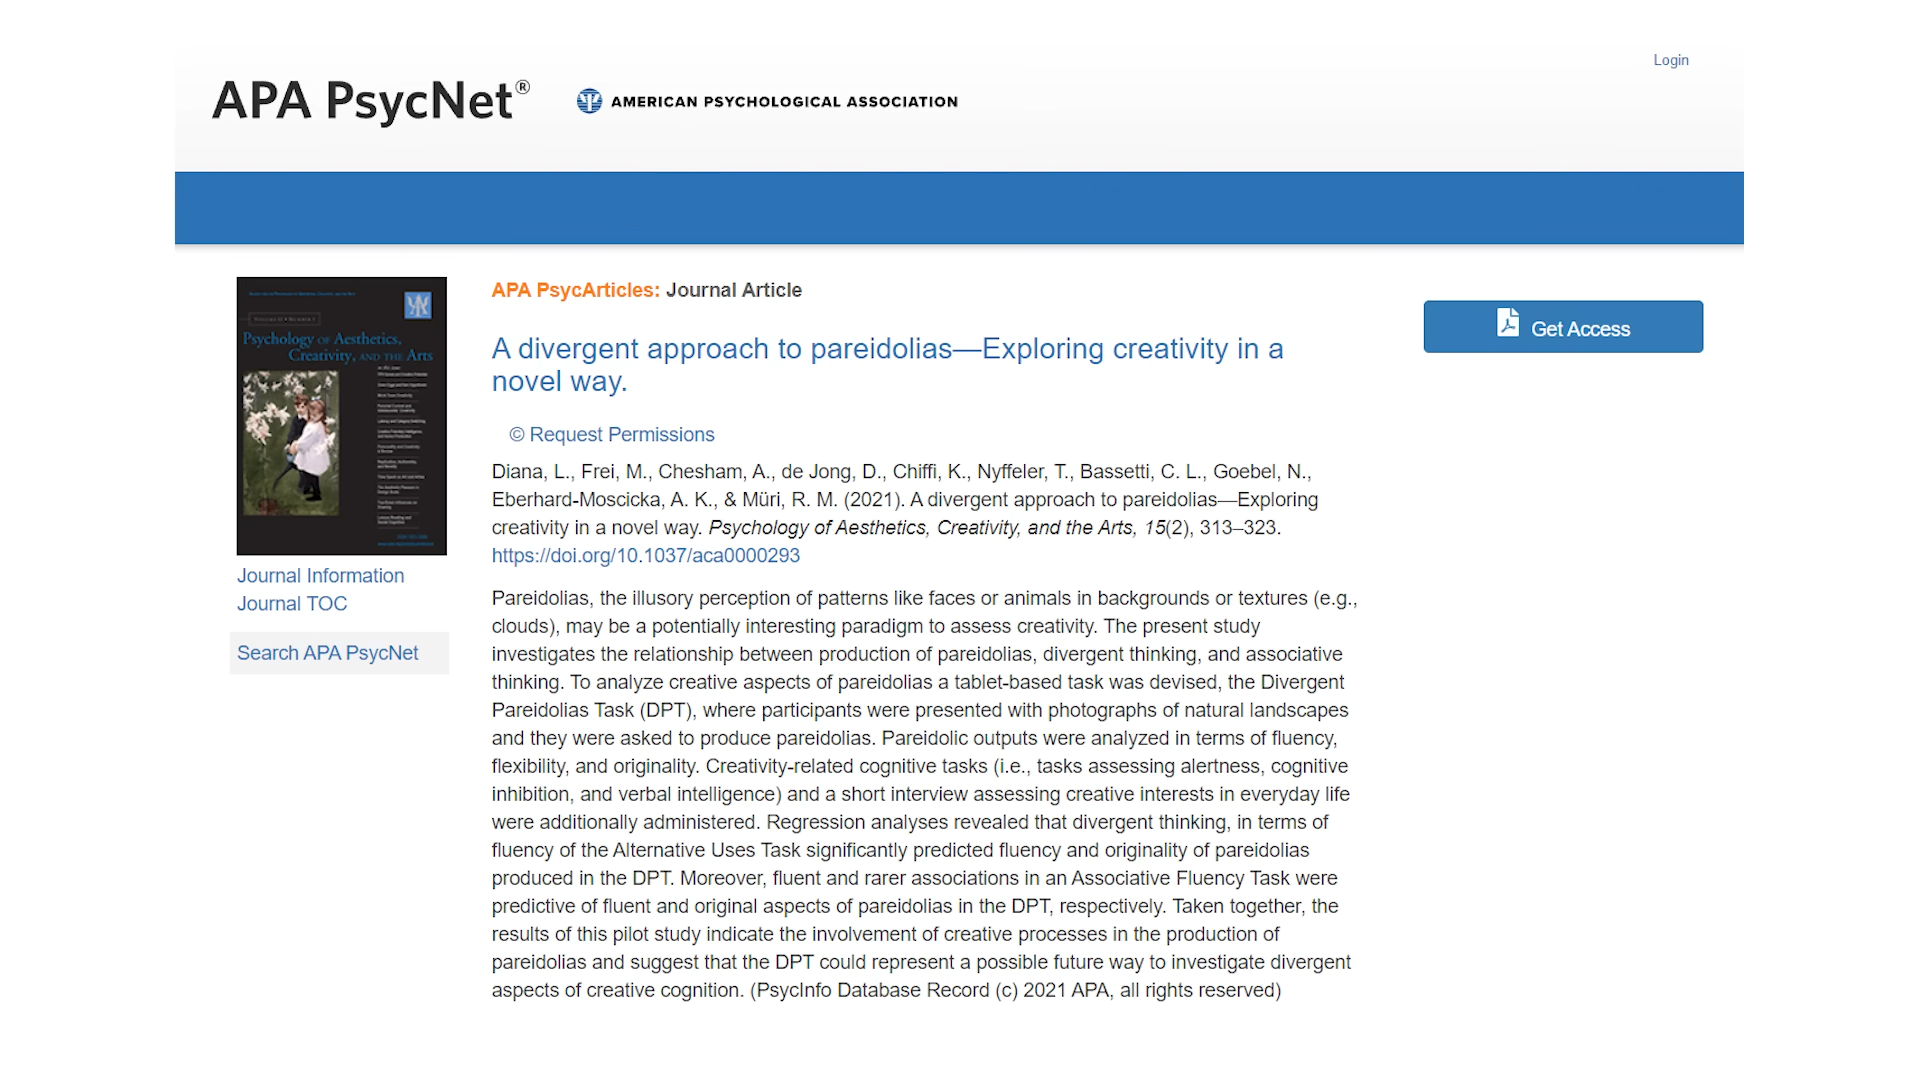 Login
APA PsycNet®
AMERICAN PSYCHOLOGICAL ASSOCIATION
Psychology OF Aesthetics,
Creativity, AND THE Arts
Journal Information
Journal TOC
Search APA PsycNet
APA PsycArticles: Journal Article
A divergent approach to pareidolias—Exploring creativity in a
novel way.
© Request Permissions
Diana, L., Frei, M., Chesham, A., de Jong, D., Chiffi, K., Nyffeler, T., Bassetti, C. L., Goebel, N.,
Eberhard-Moscicka, A. K., & Müri, R. M. (2021). A divergent approach to pareidolias—Exploring
creativity in a novel way. Psychology of Aesthetics, Creativity, and the Arts, 15(2), 313–323.
https://doi.org/10.1037/aca0000293
Pareidolias, the illusory perception of patterns like faces or animals in backgrounds or textures (e.g.,
clouds), may be a potentially interesting paradigm to assess creativity. The present study
investigates the relationship between production of pareidolias, divergent thinking, and associative
thinking. To analyze creative aspects of pareidolias a tablet-based task was devised, the Divergent
Pareidolias Task (DPT), where participants were presented with photographs of natural landscapes
and they were asked to produce pareidolias. Pareidolic outputs were analyzed in terms of fluency,
flexibility, and originality. Creativity-related cognitive tasks (i.e., tasks assessing alertness, cognitive
inhibition, and verbal intelligence) and a short interview assessing creative interests in everyday life
were additionally administered. Regression analyses revealed that divergent thinking, in terms of
fluency of the Alternative Uses Task significantly predicted fluency and originality of pareidolias
produced in the DPT. Moreover, fluent and rarer associations in an Associative Fluency Task were
predictive of fluent and original aspects of pareidolias in the DPT, respectively. Taken together, the
results of this pilot study indicate the involvement of creative processes in the production of
pareidolias and suggest that the DPT could represent a possible future way to investigate divergent
aspects of creative cognition. (PsycInfo Database Record (c) 2021 APA, all rights reserved)
Get Access